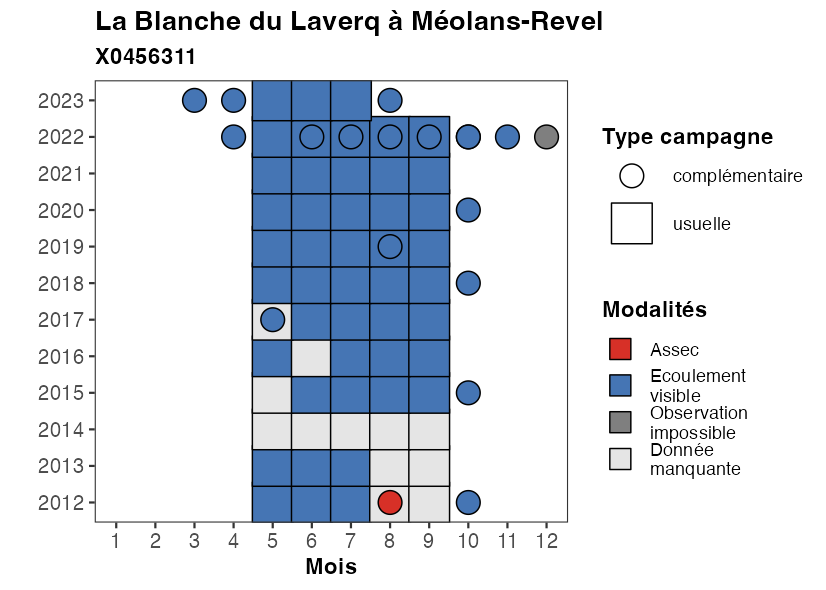 La Blanche du Laverq à Méolans-Revel
X0456311
2023
2022
2021
2020
2019
2018
2017
2016
2015
2014
2013
2012
1 2 3 4 5 6 7 8 9 10 11 12
Mois
Type campagne
complémentaire
usuelle
Modalités
Assec
Ecoulement
visible
Observation
impossible
Donnée
manquante